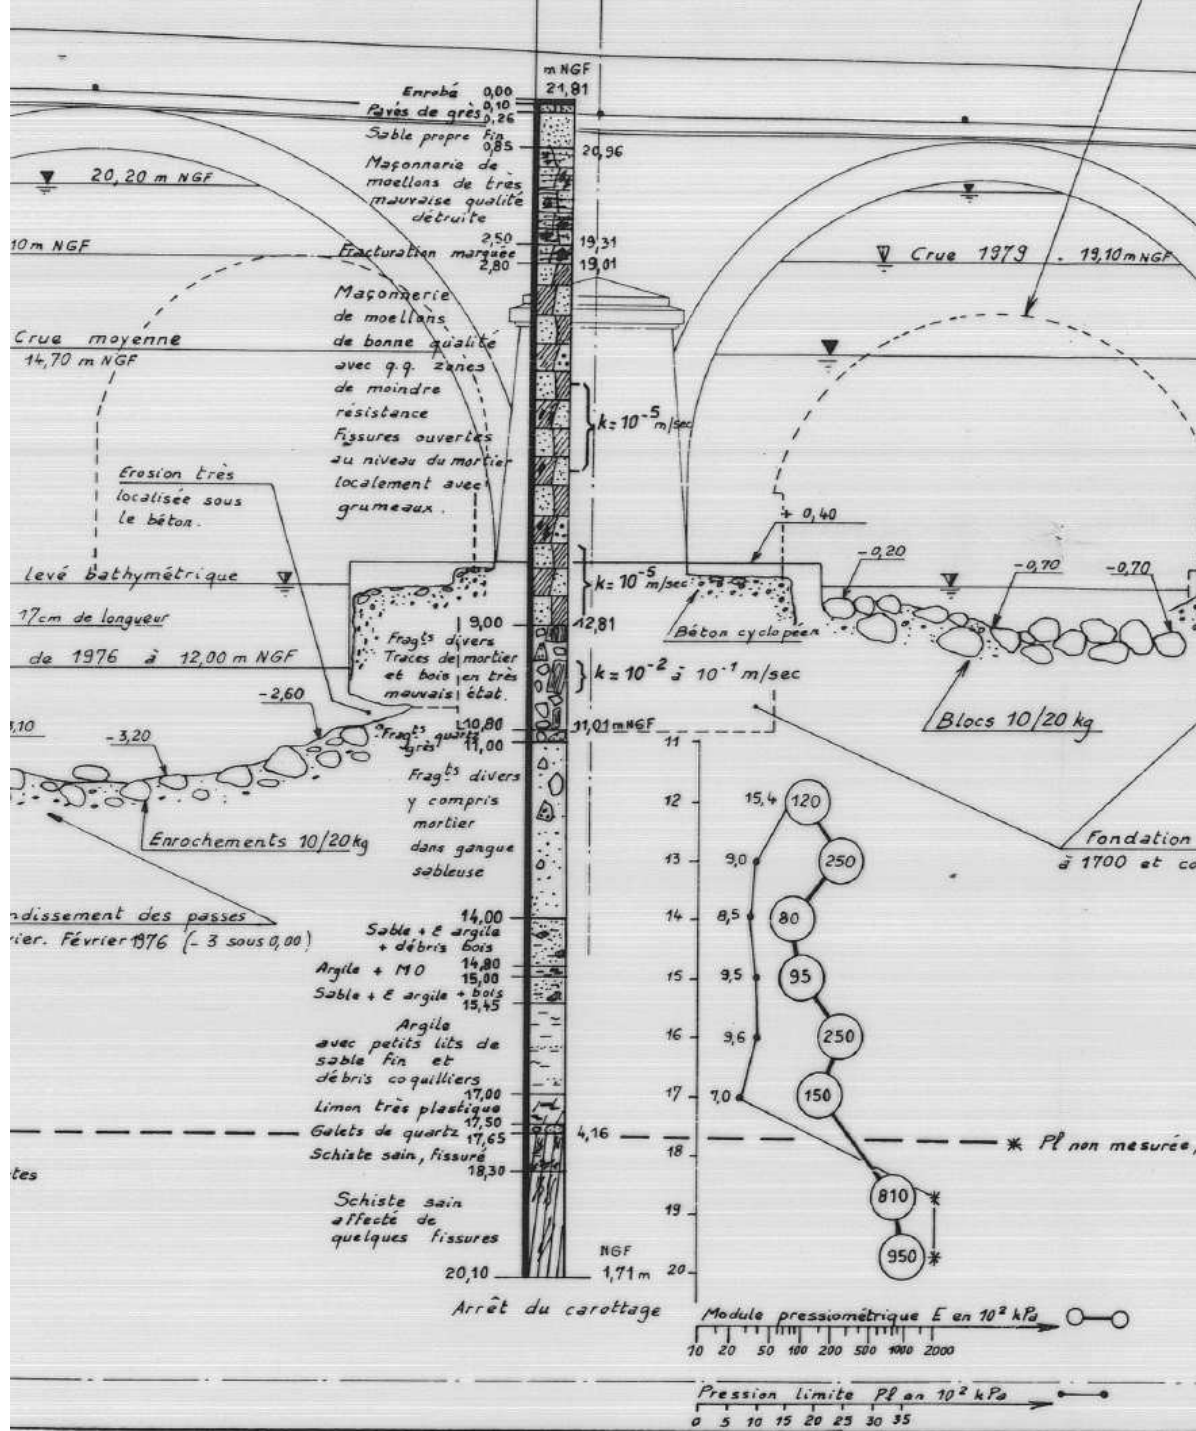 m NGF
Enrobé 0,00 21,81
0,10
Pavés de grès 0,26
Sable propre fin
0,85 20,96
Maçonnerie de
moellons de très
mauvaise qualité
détruite
2,50 19,31
Fracturation marquée
2,80 19,01
Maçonnerie
de moellons
de bonne qualité
avec q.q. zones
de moindre
résistance
Fissures ouvertes
au niveau du mortier
localement avec
grumeaux.
20,20 m NGF
10 m NGF
Crue moyenne
14,70 m NGF
Crue 1979 . 19,10 m NGF
k = 10-5 m/sec
Erosion très
localisée sous
le béton.
+ 0,40
-0,20
-0,70
-0,70
levé bathymétrique
17cm de longueur
de 1976 à 12,00 m NGF
k = 10-5 m/sec
9,00 12,81
Béton cyclopéen
Fragts divers
Traces de mortier
et bois en très
mauvais état.
k = 10-2 à 10-1 m/sec
-2,60
-3,20
,10
10,80 11,01 m NGF
Fragts quartz
grès 11,00
Blocs 10/20 kg
Fragts divers
y compris
mortier
dans gangue
sableuse
Enrochements 10/20 kg
Fondation
à 1700 et co
ndissement des passes
ier. Février 1976 (- 3 sous 0,00)
14,00
Sable + E argile
+ débris bois
14,80
Argile + MO
15,00
Sable + E argile + bois
15,45
Argile
avec petits lits de
sable fin et
débris coquilliers
17,00
Limon très plastique
17,50
Galets de quartz
17,65 4,16
Schiste sain, fissuré
18,30
tes
Schiste sain
affecté de
quelques fissures
NGF
20,10 1,71 m
Arrêt du carottage
11
12 15,4 120
13 9,0 250
14 8,5 80
15 9,5 95
16 9,6 250
17 7,0 150
* Pl non mesurée,
18
810 *
19
950 *
20
Module pressiométrique E en 10² kPa
10 20 50 100 200 500 1000 2000
Pression limite Pl en 10² kPa
0 5 10 15 20 25 30 35